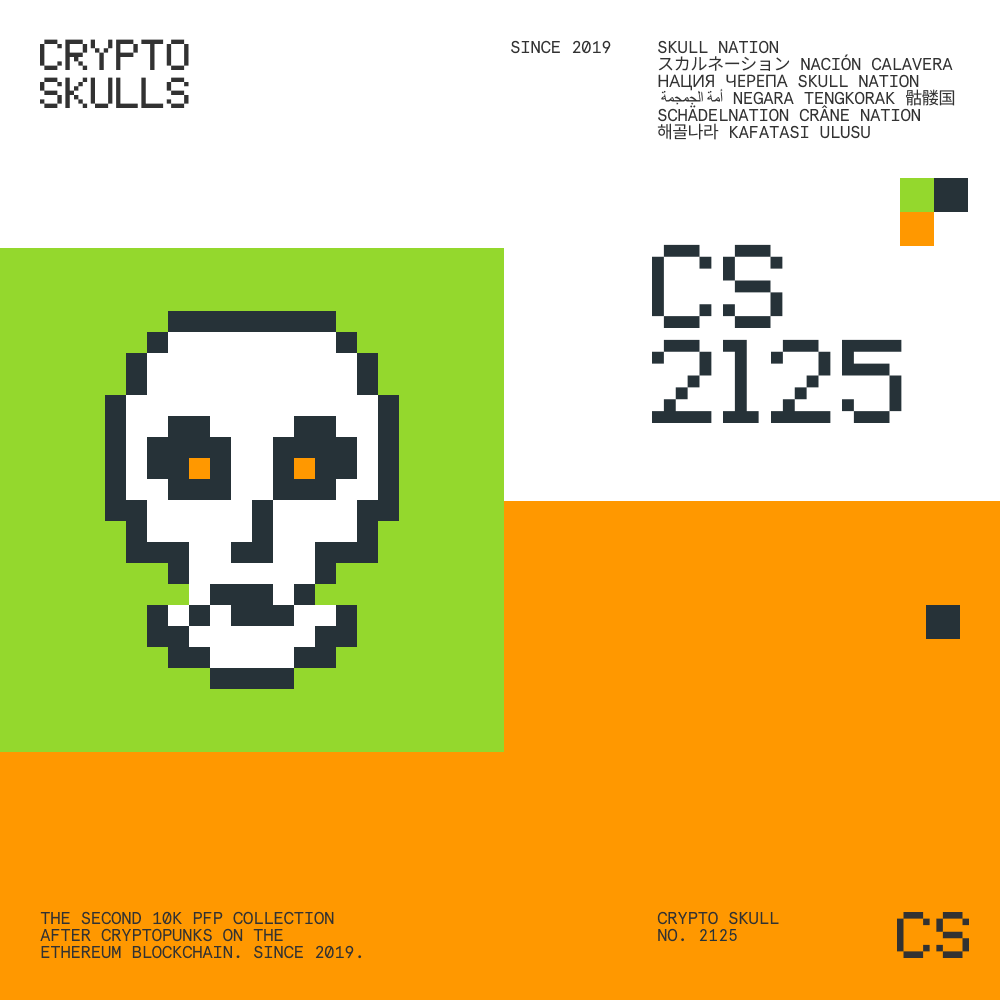 CRYPTO
SKULLS
SINCE 2019
SKULL NATION
スカルネーション NACIÓN CALAVERA
НАЦИЯ ЧЕРЕПА SKULL NATION
أمة الجمجمة NEGARA TENGKORAK 骷髅国
SCHÄDELNATION CRÂNE NATION
해골나라 KAFATASI ULUSU
CS
2125
THE SECOND 10K PFP COLLECTION
AFTER CRYPTOPUNKS ON THE
ETHEREUM BLOCKCHAIN. SINCE 2019.
CRYPTO SKULL
NO. 2125
CS